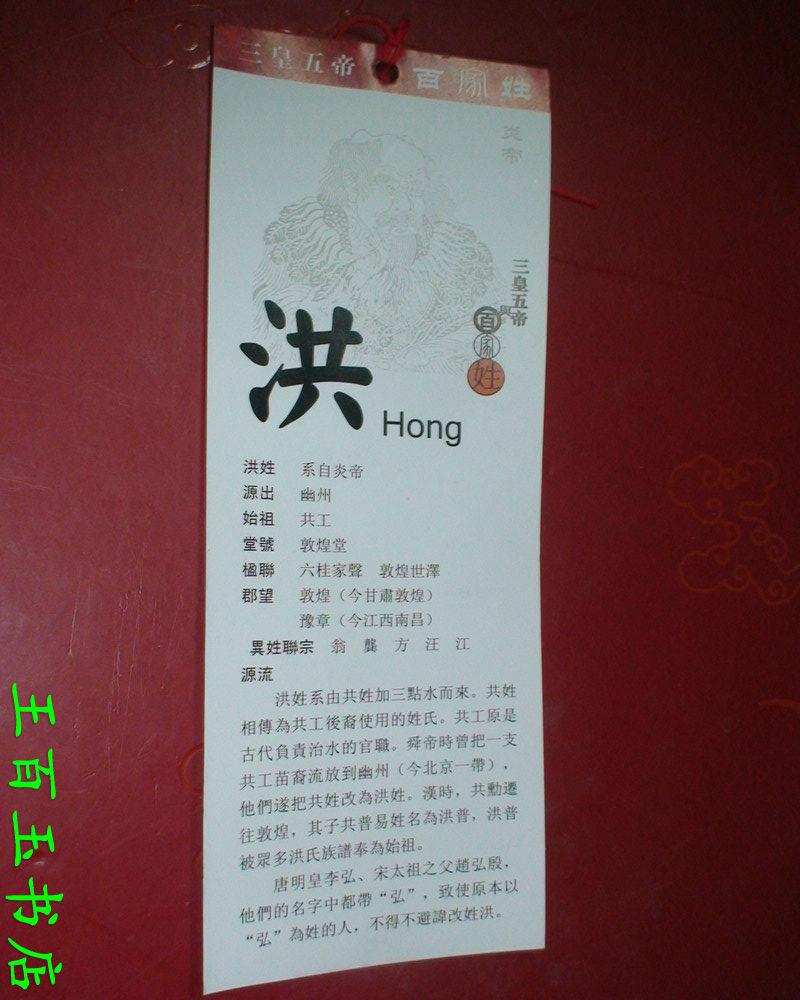 三皇五帝 百家姓
炎帝
三皇五帝
與
百家姓
洪
Hong
洪姓 系自炎帝
源出 幽州
始祖 共工
堂號 敦煌堂
楹聯 六桂家聲 敦煌世澤
郡望 敦煌（今甘肅敦煌）
豫章（今江西南昌）
異姓聯宗 翁 龔 方 汪 江
源流
洪姓系由共姓加三點水而來。共姓
相傳為共工後裔使用的姓氏。共工原是
古代負責治水的官職。舜帝時曾把一支
共工苗裔流放到幽州（今北京一帶），
他們遂把共姓改為洪姓。漢時，共勳遷
往敦煌，其子共普易姓名為洪普，洪普
被眾多洪氏族譜奉為始祖。
唐明皇李弘、宋太祖之父趙弘殷，
他們的名字中都帶“弘”，致使原本以
“弘”為姓的人，不得不避諱改姓洪。
王百玉书店